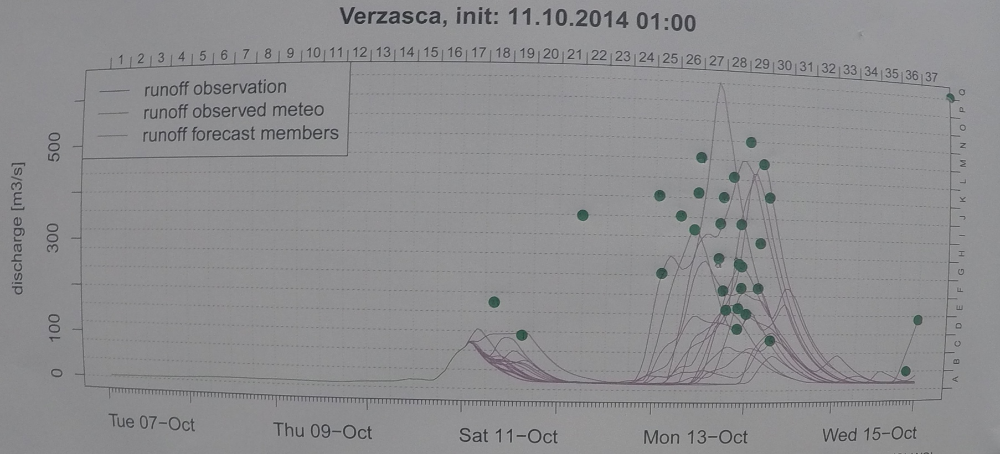 Verzasca, init: 11.10.2014 01:00
1 2 3 4 5 6 7 8 9 10 11 12 13 14 15 16 17 18 19 20 21 22 23 24 25 26 27 28 29 30 31 32 33 34 35 36 37
runoff observation
runoff observed meteo
runoff forecast members
discharge [m3/s]
500
300
100
0
Q
P
O
N
M
L
K
J
I
H
G
F
E
D
C
B
A
Tue 07-Oct Thu 09-Oct Sat 11-Oct Mon 13-Oct Wed 15-Oct